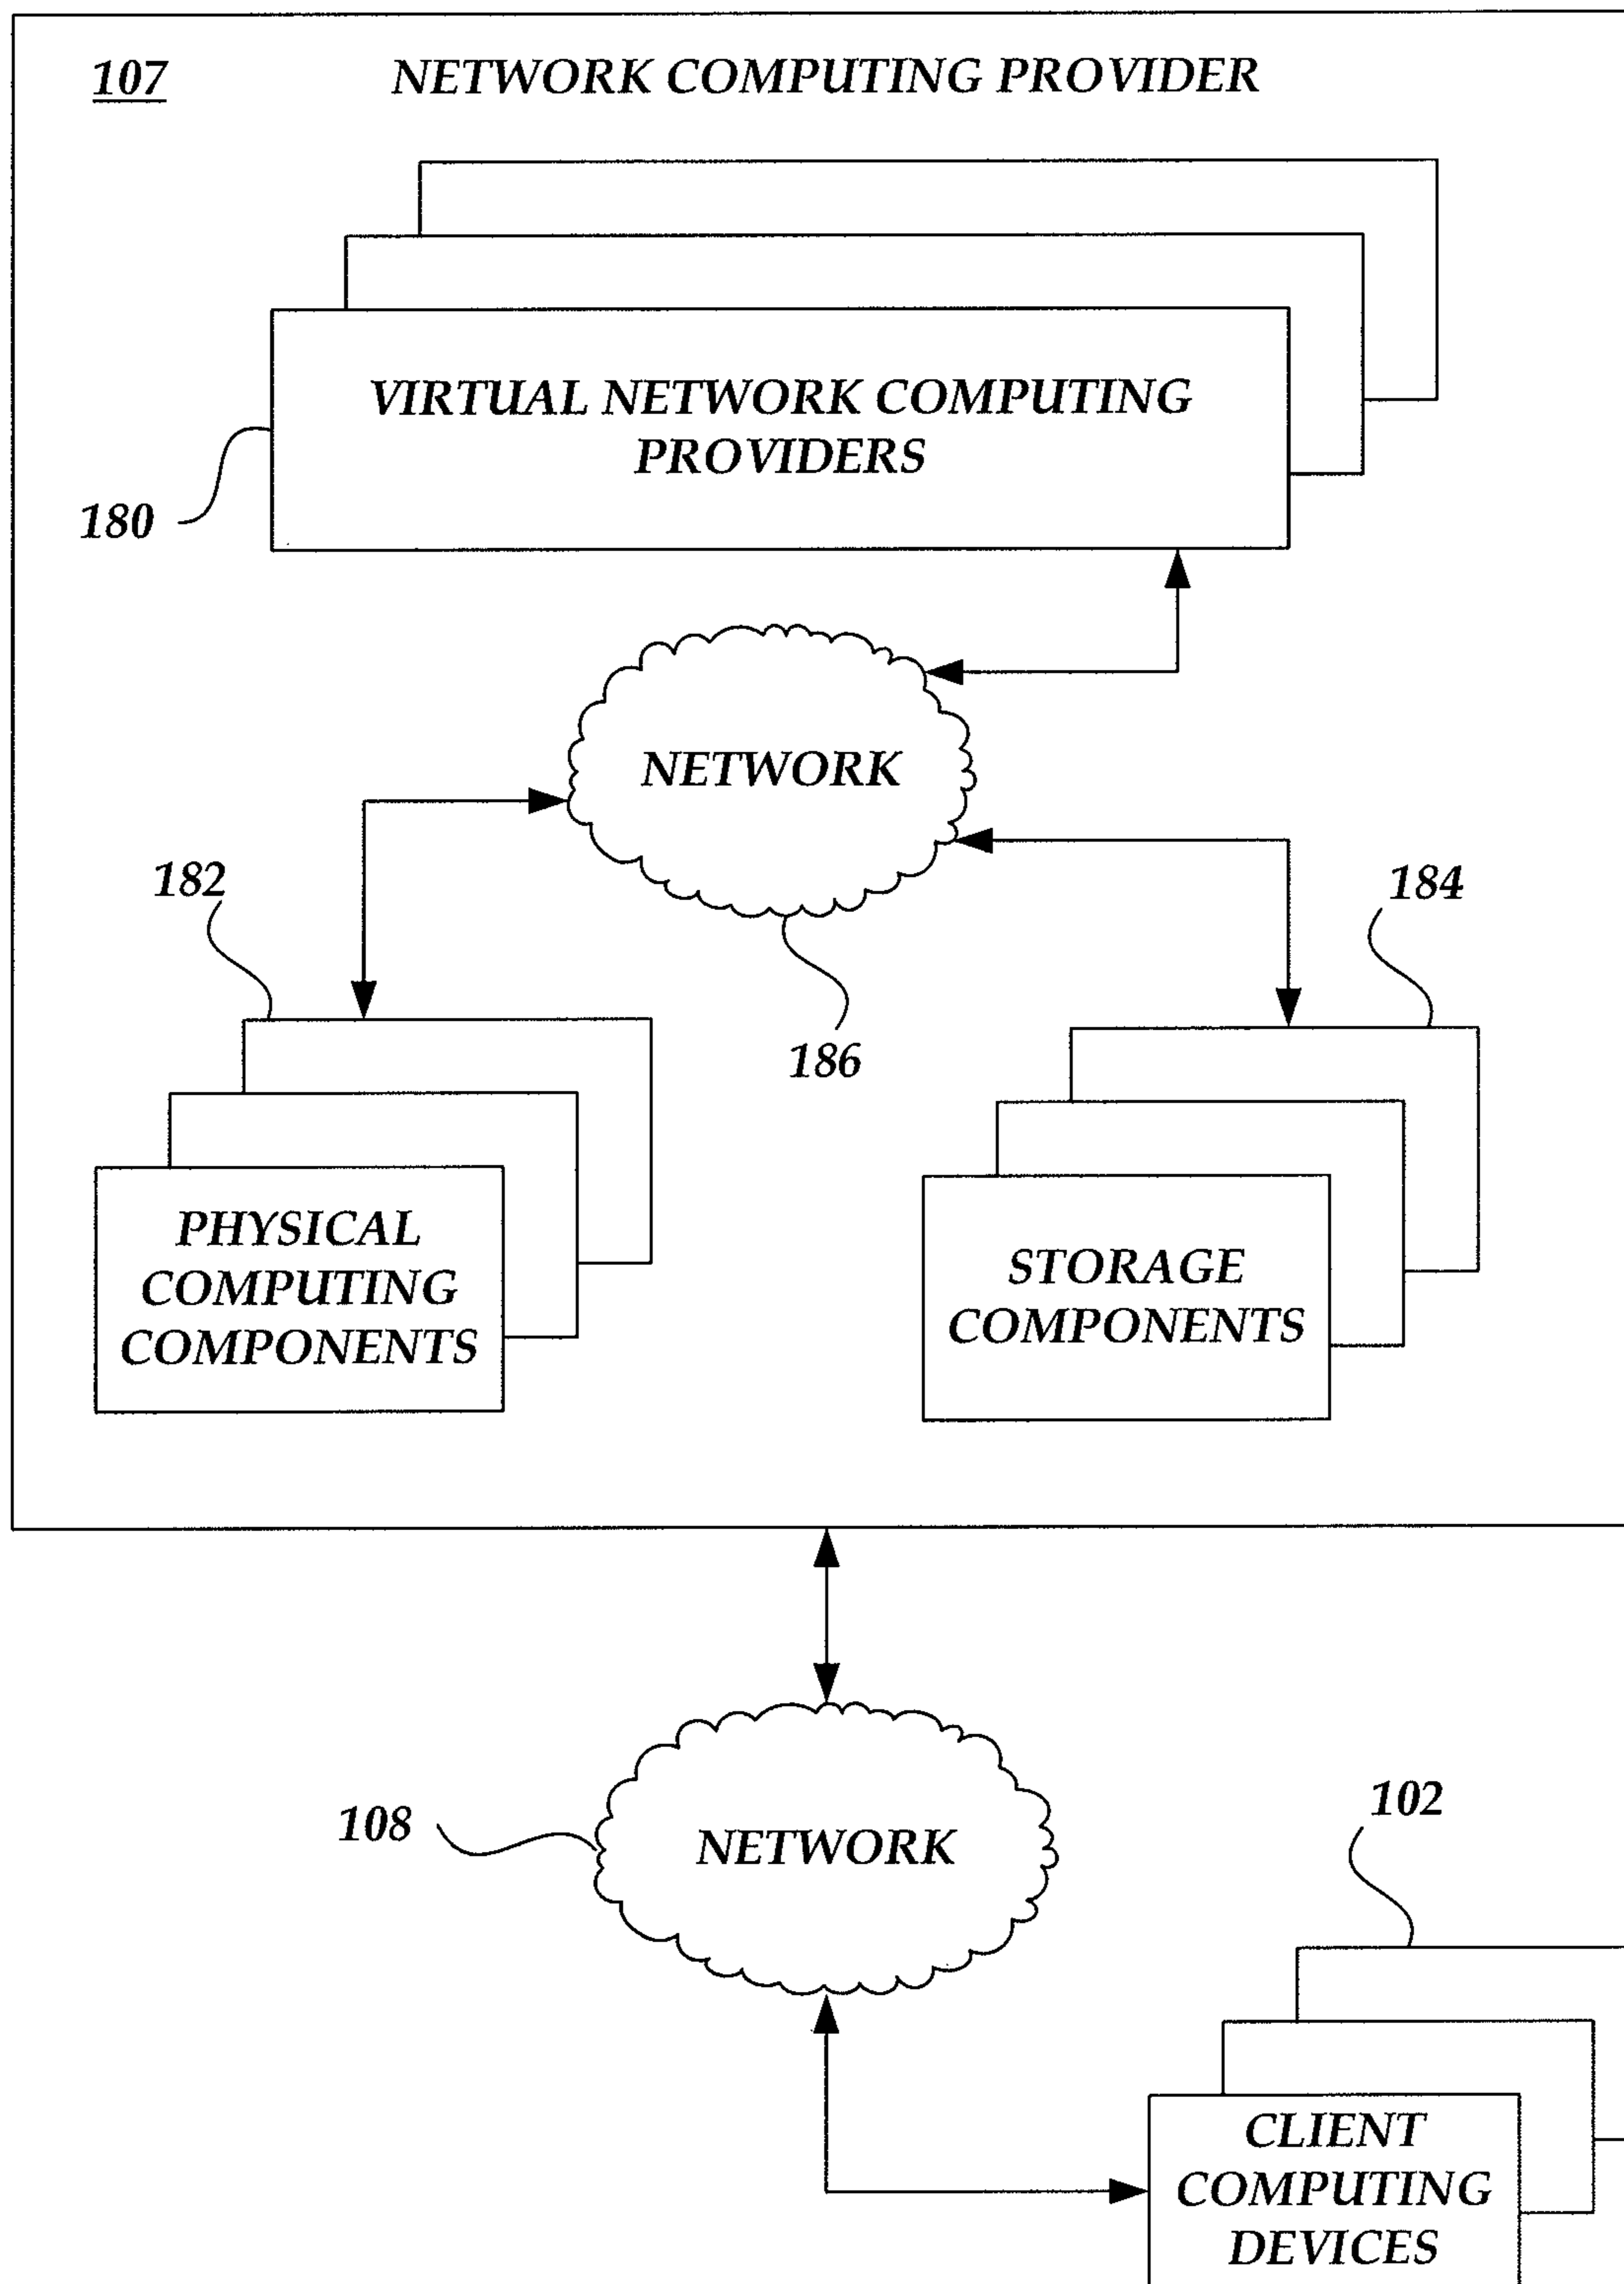 107 NETWORK COMPUTING PROVIDER
VIRTUAL NETWORK COMPUTING
PROVIDERS
180
NETWORK
182
184
186
PHYSICAL
COMPUTING
COMPONENTS
STORAGE
COMPONENTS
108
NETWORK
102
CLIENT
COMPUTING
DEVICES